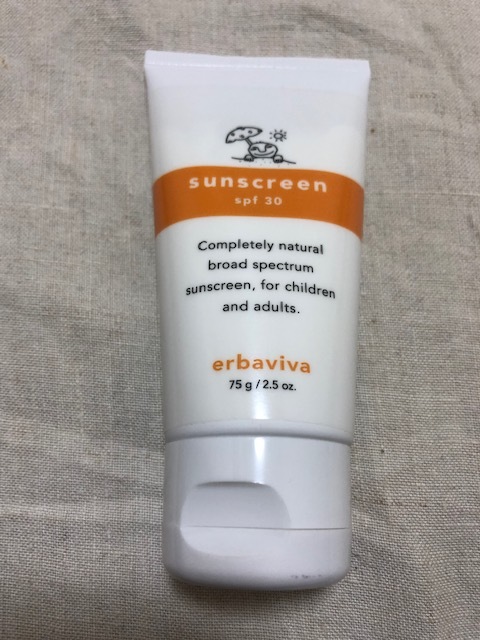 sunscreen
spf 30
Completely natural
broad spectrum
sunscreen, for children
and adults.
erbaviva
75 g / 2.5 oz.